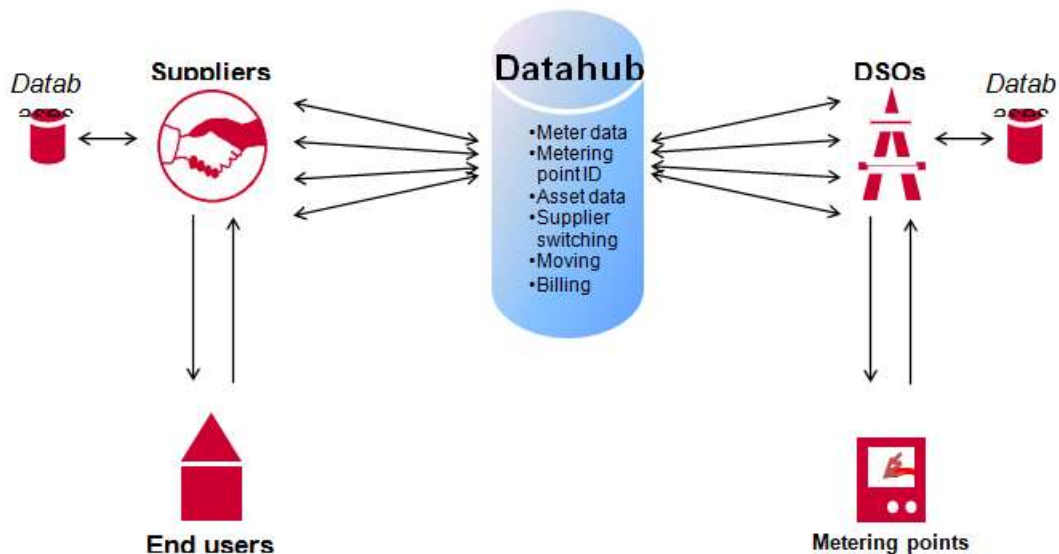 Suppliers
Datahub
DSOs
Datab
Datab
•Meter data
•Metering
point ID
•Asset data
•Supplier
switching
•Moving
•Billing
End users
Metering points